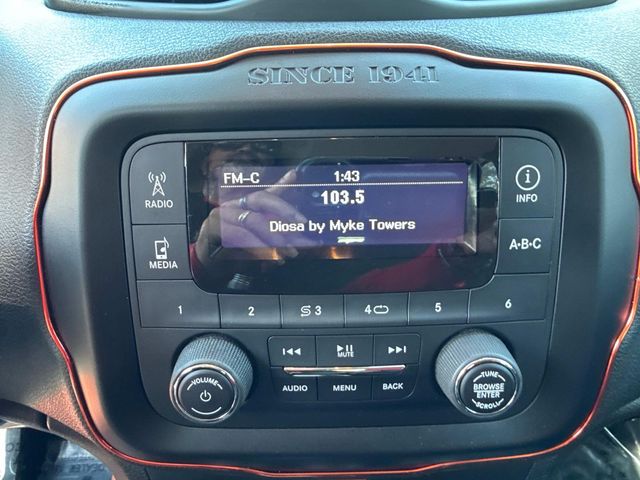 SINCE 1941
FM-C 1:43
103.5
Diosa by Myke Towers
RADIO
INFO
MEDIA
A•B•C
1 2 3 4 5 6
MUTE
VOLUME
AUDIO MENU BACK
TUNE
BROWSE
ENTER
SCROLL